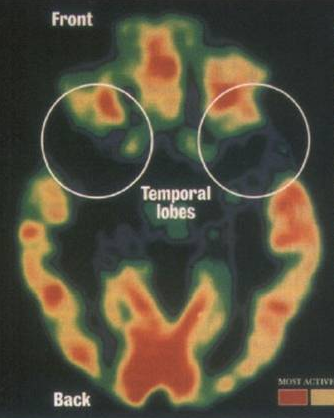 Front
Temporal
lobes
Back
MOST ACTIVE